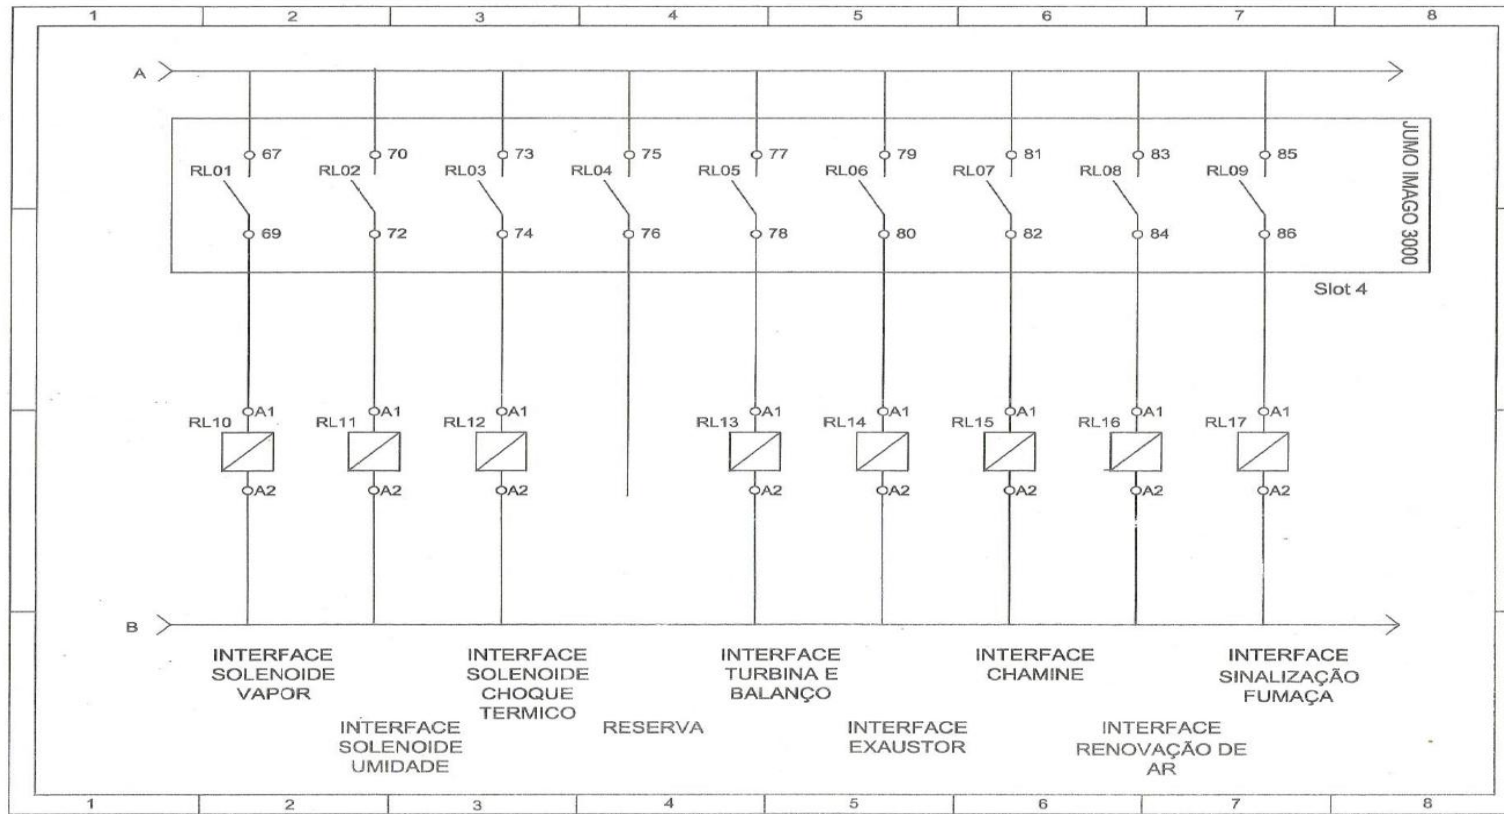 1 2 3 4 5 6 7 8
A
67 70 73 75 77 79 81 83 85
RL01 RL02 RL03 RL04 RL05 RL06 RL07 RL08 RL09
69 72 74 76 78 80 82 84 86
JUMO IMAGO 3000
Slot 4
A1 A1 A1 A1 A1 A1 A1 A1
RL10 RL11 RL12 RL13 RL14 RL15 RL16 RL17
A2 A2 A2 A2 A2 A2 A2 A2
B
INTERFACE
SOLENOIDE
VAPOR
INTERFACE
SOLENOIDE
UMIDADE
INTERFACE
SOLENOIDE
CHOQUE
TERMICO
RESERVA
INTERFACE
TURBINA E
BALANÇO
INTERFACE
EXAUSTOR
INTERFACE
CHAMINE
INTERFACE
RENOVAÇÃO DE
AR
INTERFACE
SINALIZAÇÃO
FUMAÇA
1 2 3 4 5 6 7 8